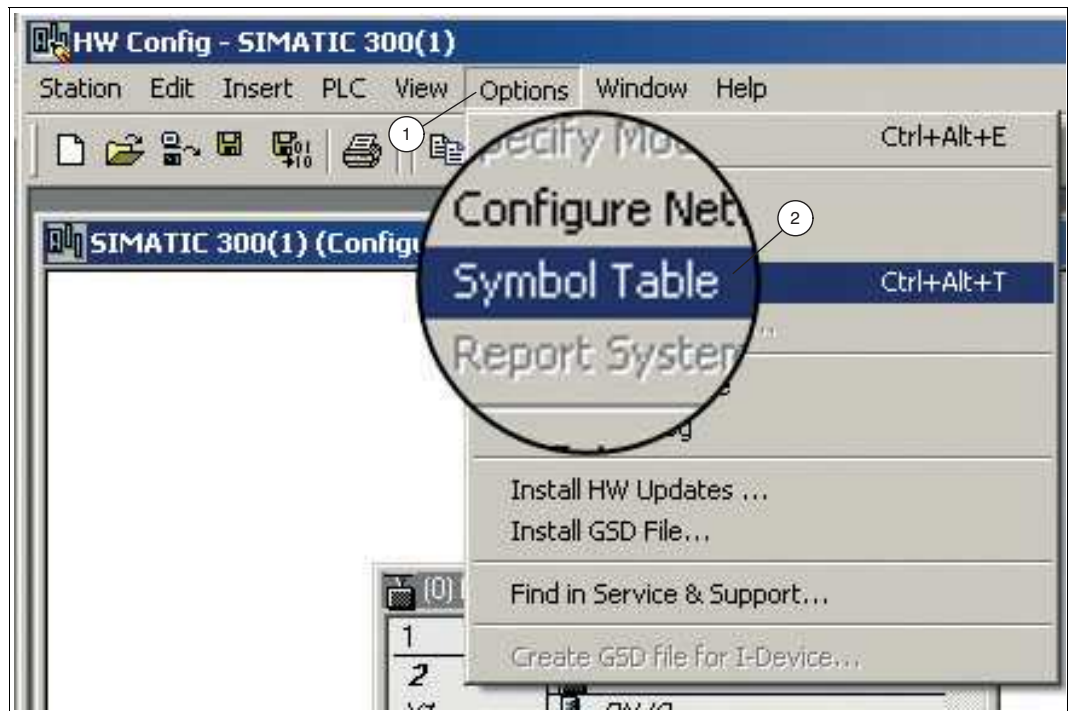 HW Config - SIMATIC 300(1)
Station Edit Insert PLC View Options Window Help
1
Ctrl+Alt+E
Configure Net
2
SIMATIC 300(1)
Symbol Table Ctrl+Alt+T
Report System
Install HW Updates ...
Install GSD File...
(0)
Find in Service & Support...
1
Create GSD file for I-Device...
2